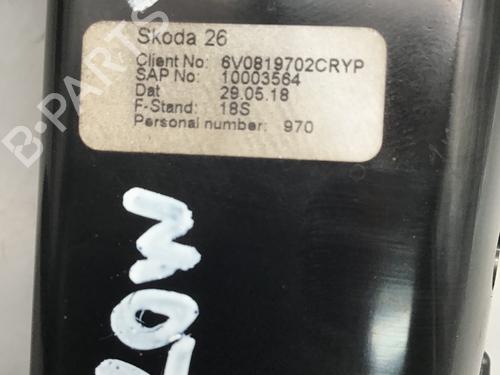 Skoda 26
Client No: 6V0819702CRYP
SAP No: 10003564
Dat 29.05.18
F-Stand: 18S
Personal number: 970
B-PARTS